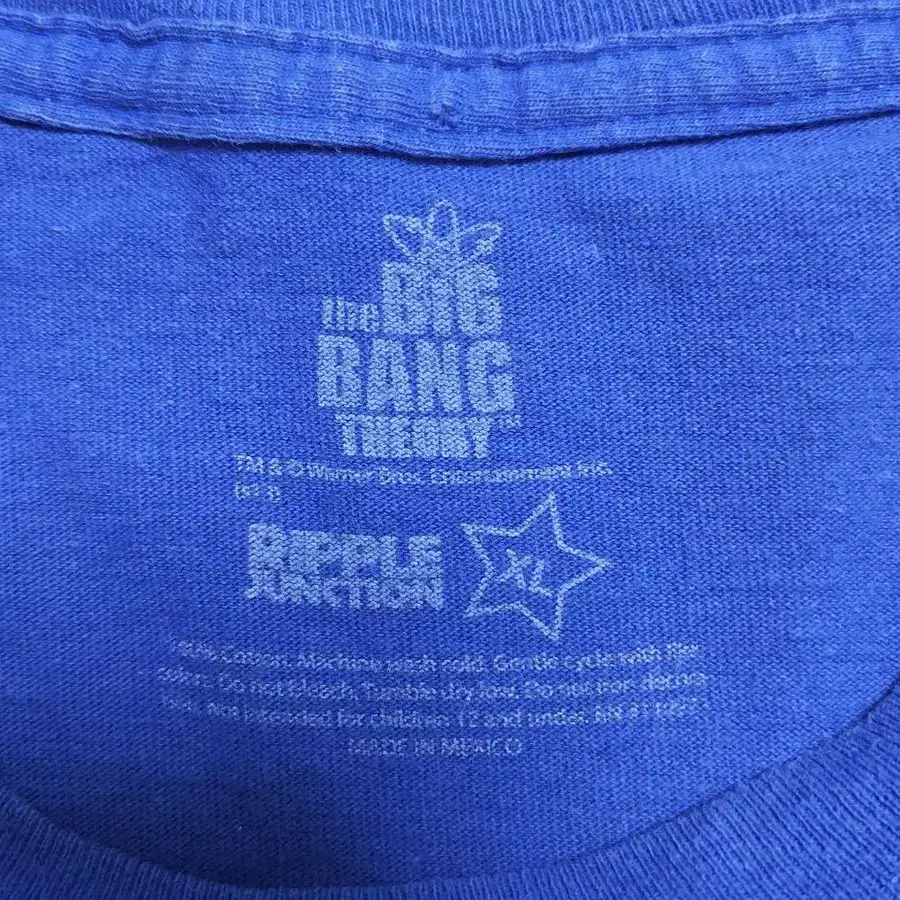 the BIG
BANG
THEORY™
TM & © Warner Bros. Entertainment Inc.
RIPPLE
JUNCTION
XL
100% Cotton. Machine wash cold. Gentle cycle with like
colors. Do not bleach. Tumble dry low. Do not iron
Not intended for children 12 and under. RN
MADE IN MEXICO